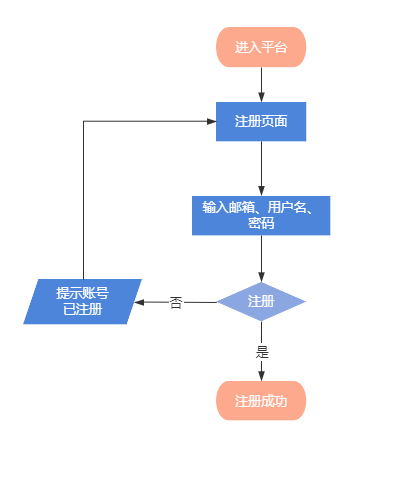 进入平台
注册页面
输入邮箱、用户名、
密码
提示账号
已注册
否
注册
是
注册成功